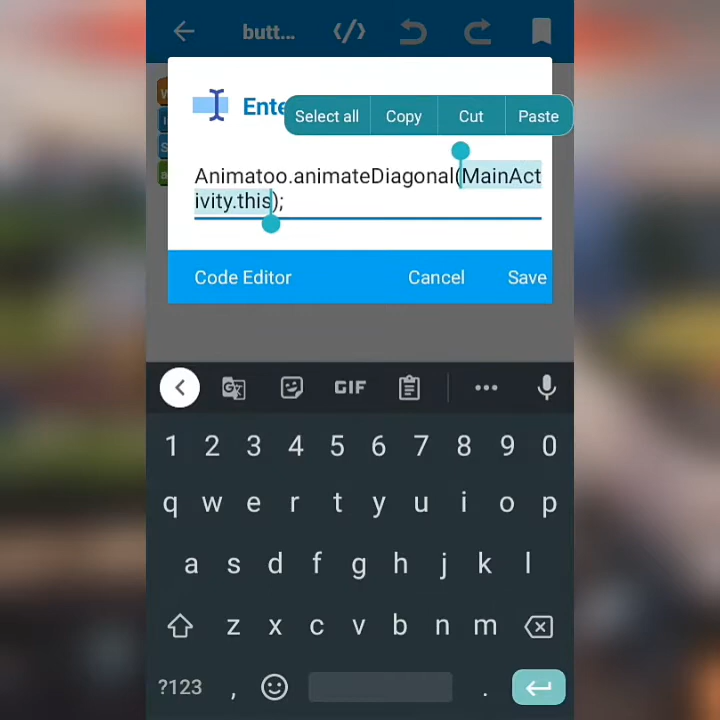 butt... </>
Ente
Select all Copy Cut Paste
Animatoo.animateDiagonal(MainAct
ivity.this);
Code Editor Cancel Save
GIF
1 2 3 4 5 6 7 8 9 0
q w e r t y u i o p
a s d f g h j k l
z x c v b n m
?123 , .